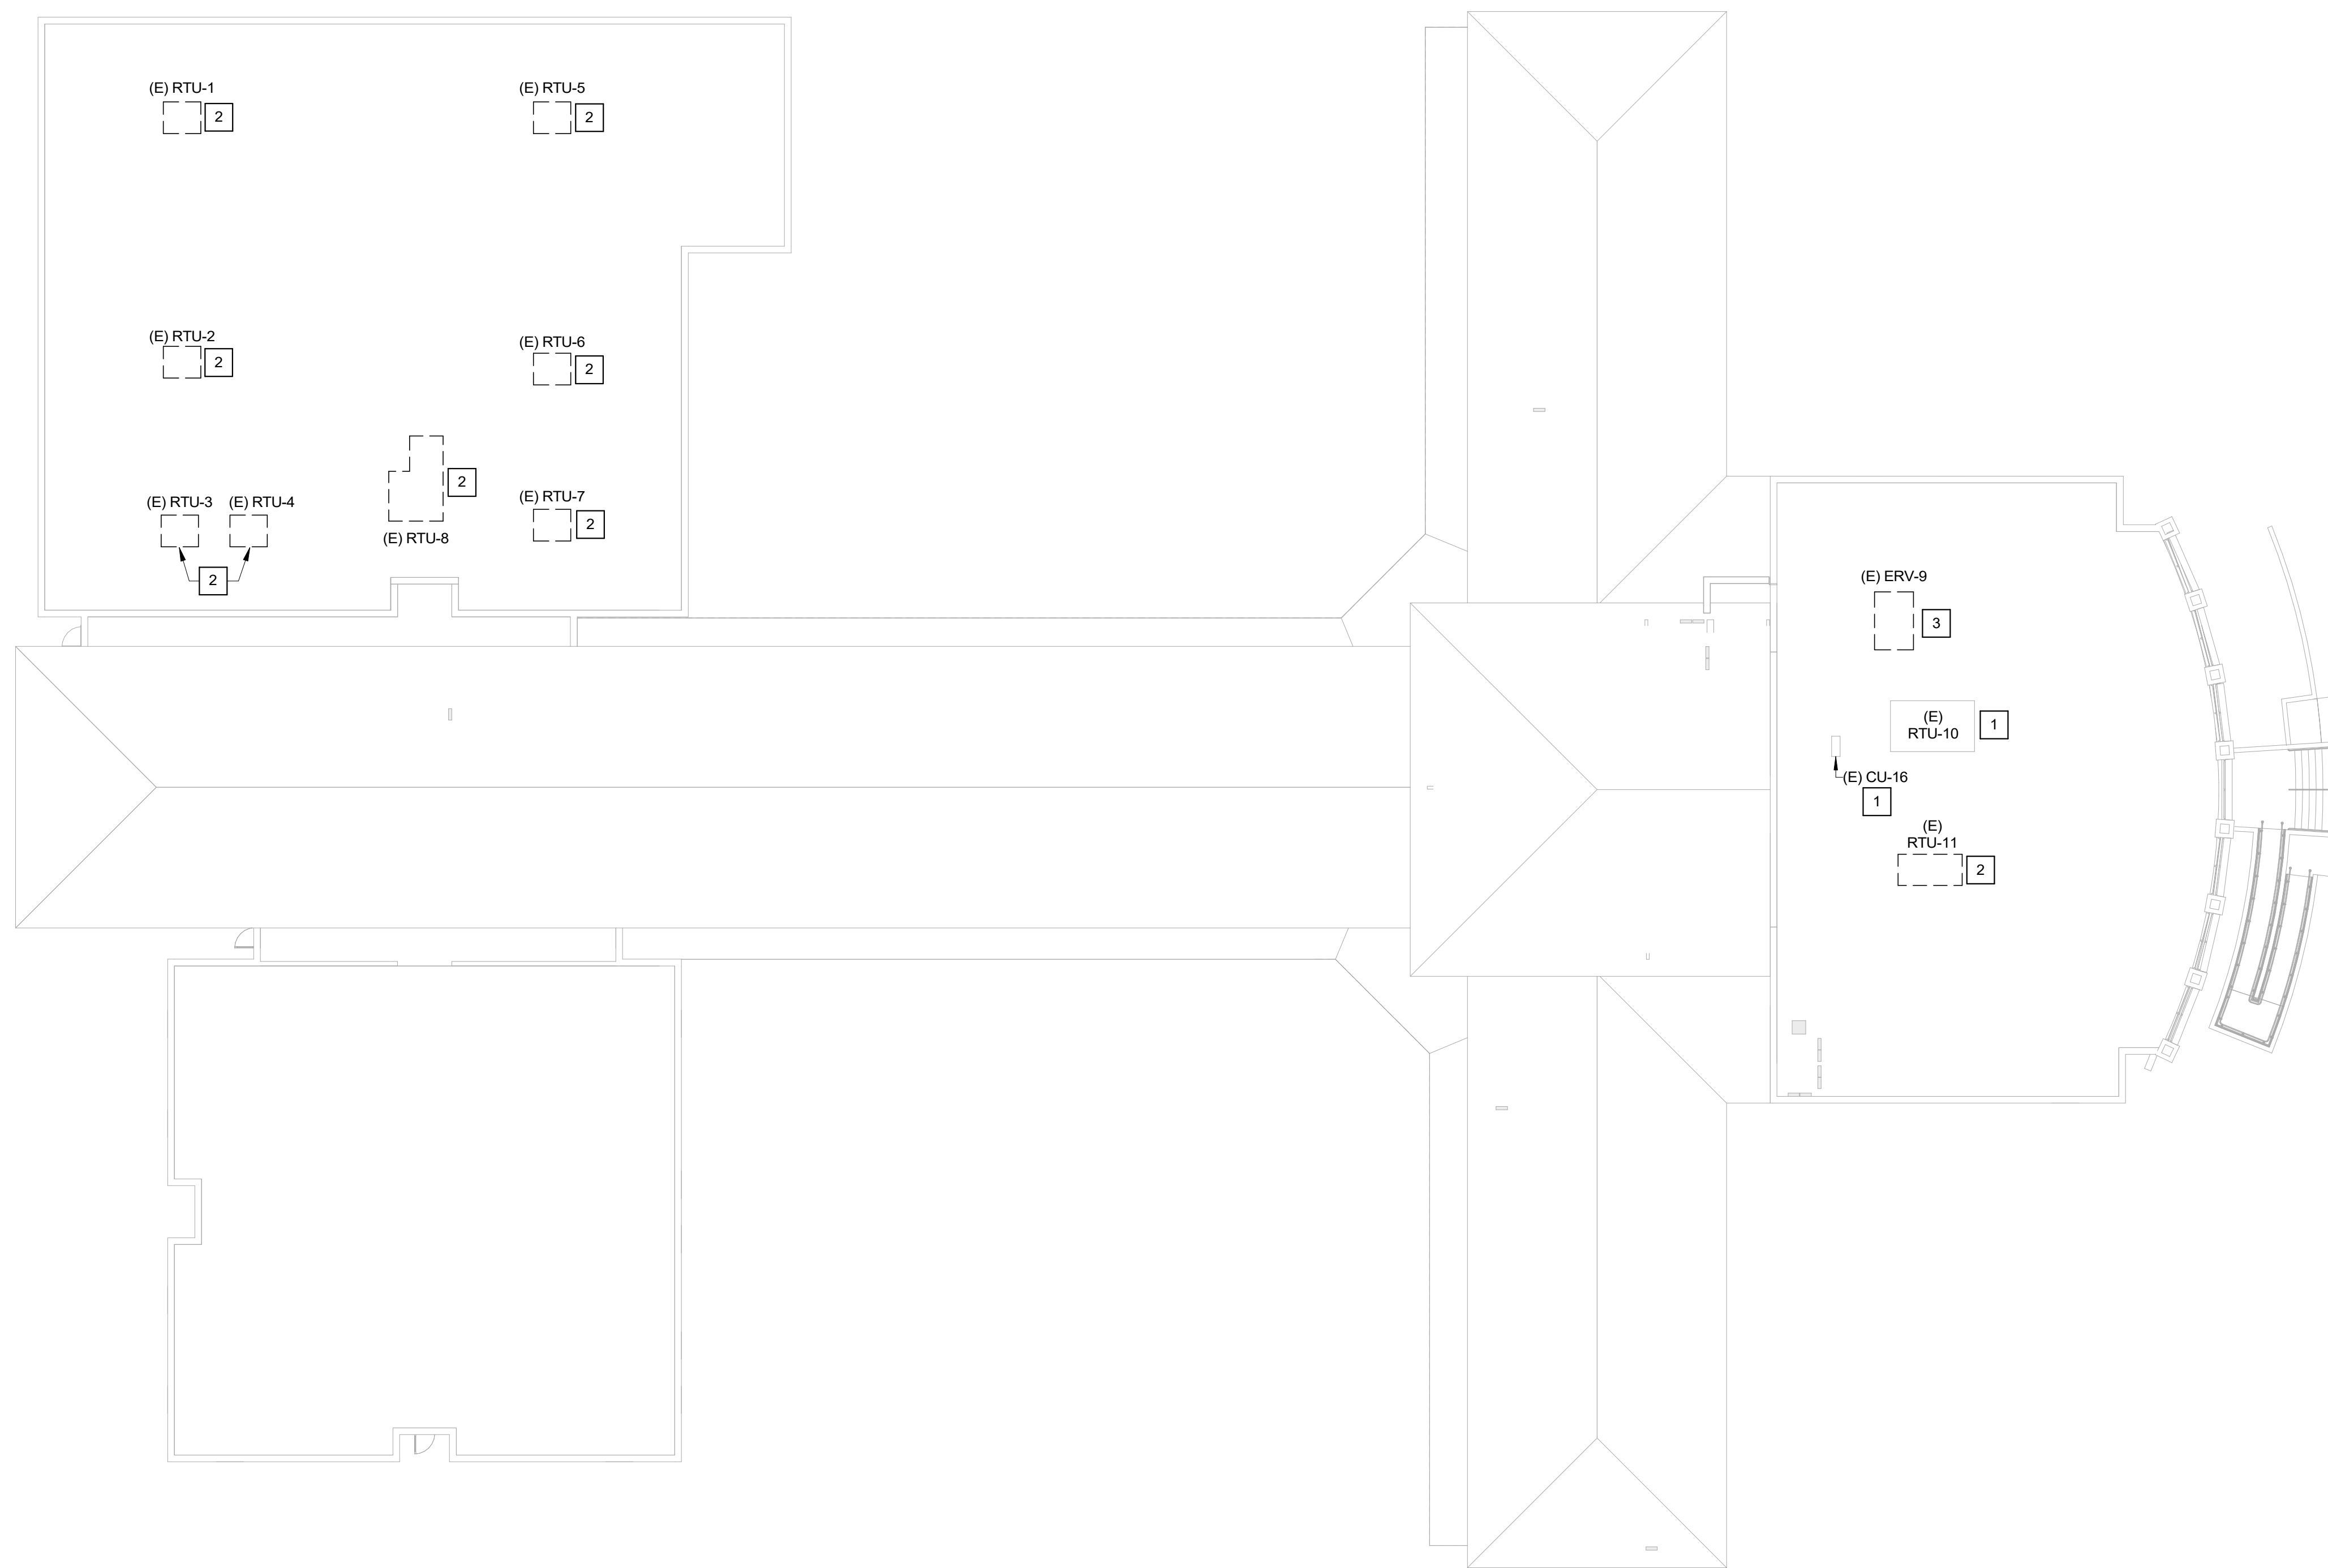 (E) RTU-1
2
(E) RTU-5
2
(E) RTU-2
2
(E) RTU-6
2
2
(E) RTU-8
(E) RTU-3
(E) RTU-4
2
(E) RTU-7
2
(E) ERV-9
3
(E)
RTU-10
1
(E) CU-16
1
(E)
RTU-11
2